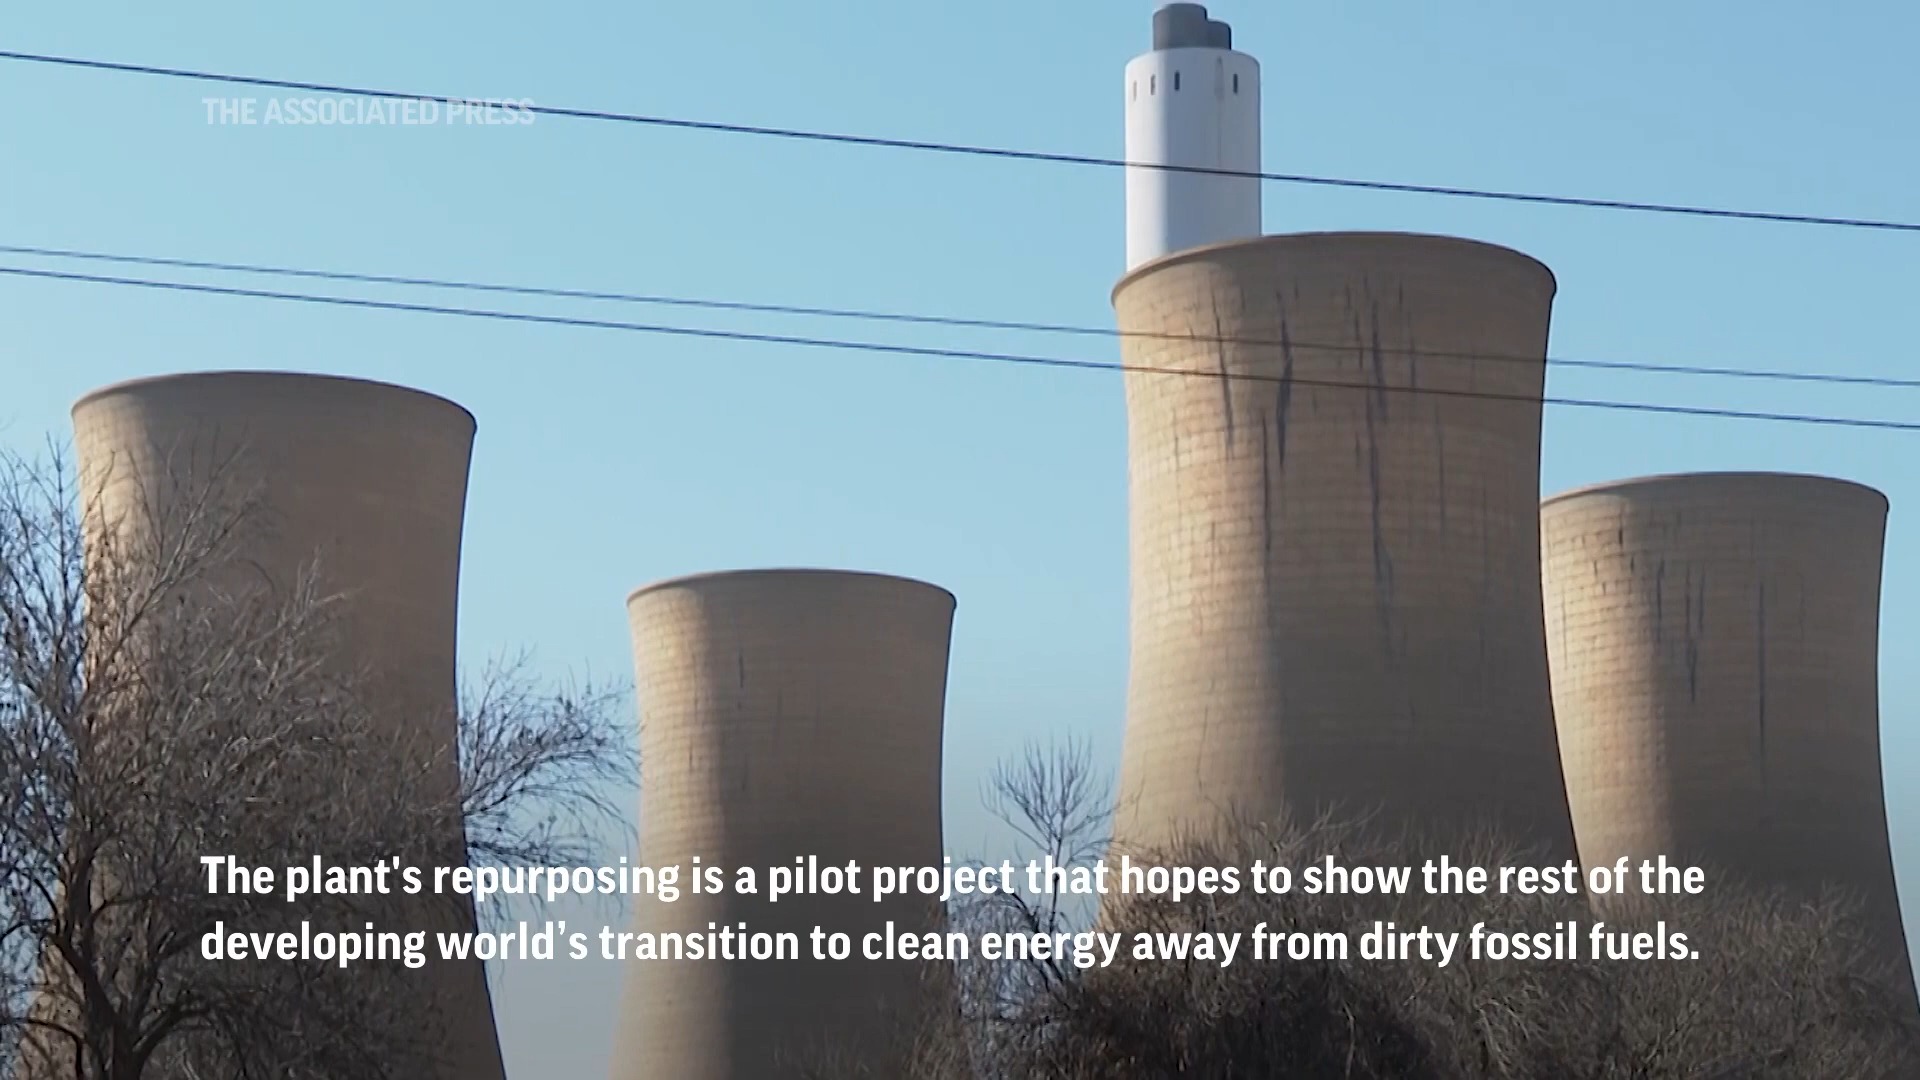 THE ASSOCIATED PRESS
The plant's repurposing is a pilot project that hopes to show the rest of the
developing world’s transition to clean energy away from dirty fossil fuels.